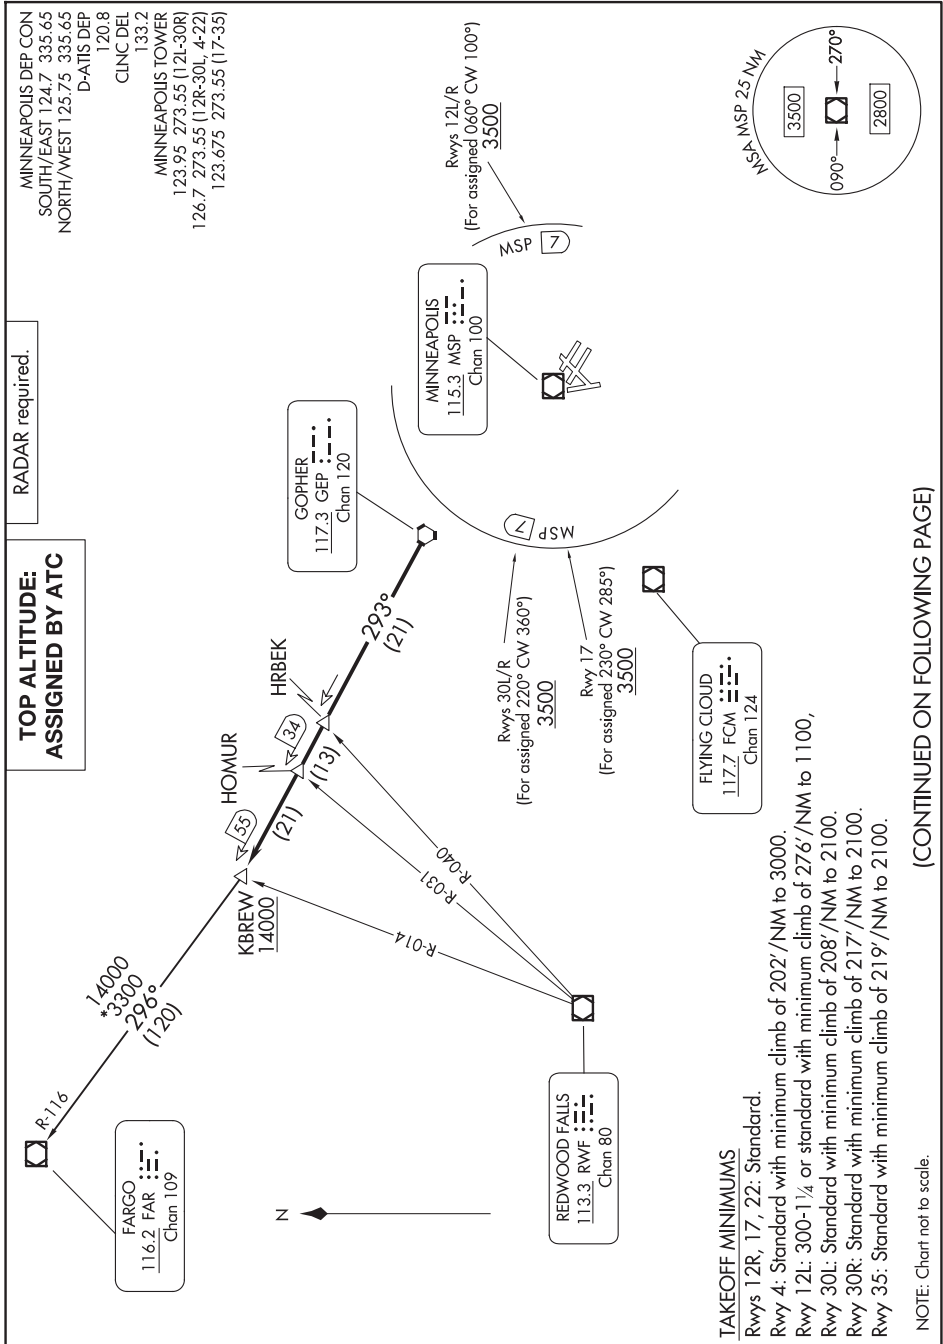 TOP ALTITUDE:
ASSIGNED BY ATC
RADAR required.
MINNEAPOLIS DEP CON
SOUTH/EAST 124.7 335.65
NORTH/WEST 125.75 335.65
D-ATIS DEP
120.8
CLNC DEL
133.2
MINNEAPOLIS TOWER
123.95 273.55 (12L-30R)
126.7 273.55 (12R-30L, 4-22)
123.675 273.55 (17-35)
FARGO
116.2 FAR
Chan 109
R-116
14000
*3300
296°
(120)
KBREW
14000
55
(21)
HOMUR
34
(13)
HRBEK
293°
(21)
GOPHER
117.3 GEP
Chan 120
MINNEAPOLIS
115.3 MSP
Chan 100
Rwys 12L/R
(For assigned 060° CW 100°)
3500
MSP 7
MSP 7
Rwys 30L/R
(For assigned 220° CW 360°)
3500
Rwy 17
(For assigned 230° CW 285°)
3500
R-014
R-031
R-040
N
REDWOOD FALLS
113.3 RWF
Chan 80
FLYING CLOUD
117.7 FCM
Chan 124
MSA MSP 25 NM
3500
090°
270°
2800
TAKEOFF MINIMUMS
Rwys 12R, 17, 22: Standard.
Rwy 4: Standard with minimum climb of 202'/NM to 3000.
Rwy 12L: 300-1¼ or standard with minimum climb of 276'/NM to 1100,
Rwy 30L: Standard with minimum climb of 208'/NM to 2100.
Rwy 30R: Standard with minimum climb of 217'/NM to 2100.
Rwy 35: Standard with minimum climb of 219'/NM to 2100.
NOTE: Chart not to scale.
(CONTINUED ON FOLLOWING PAGE)